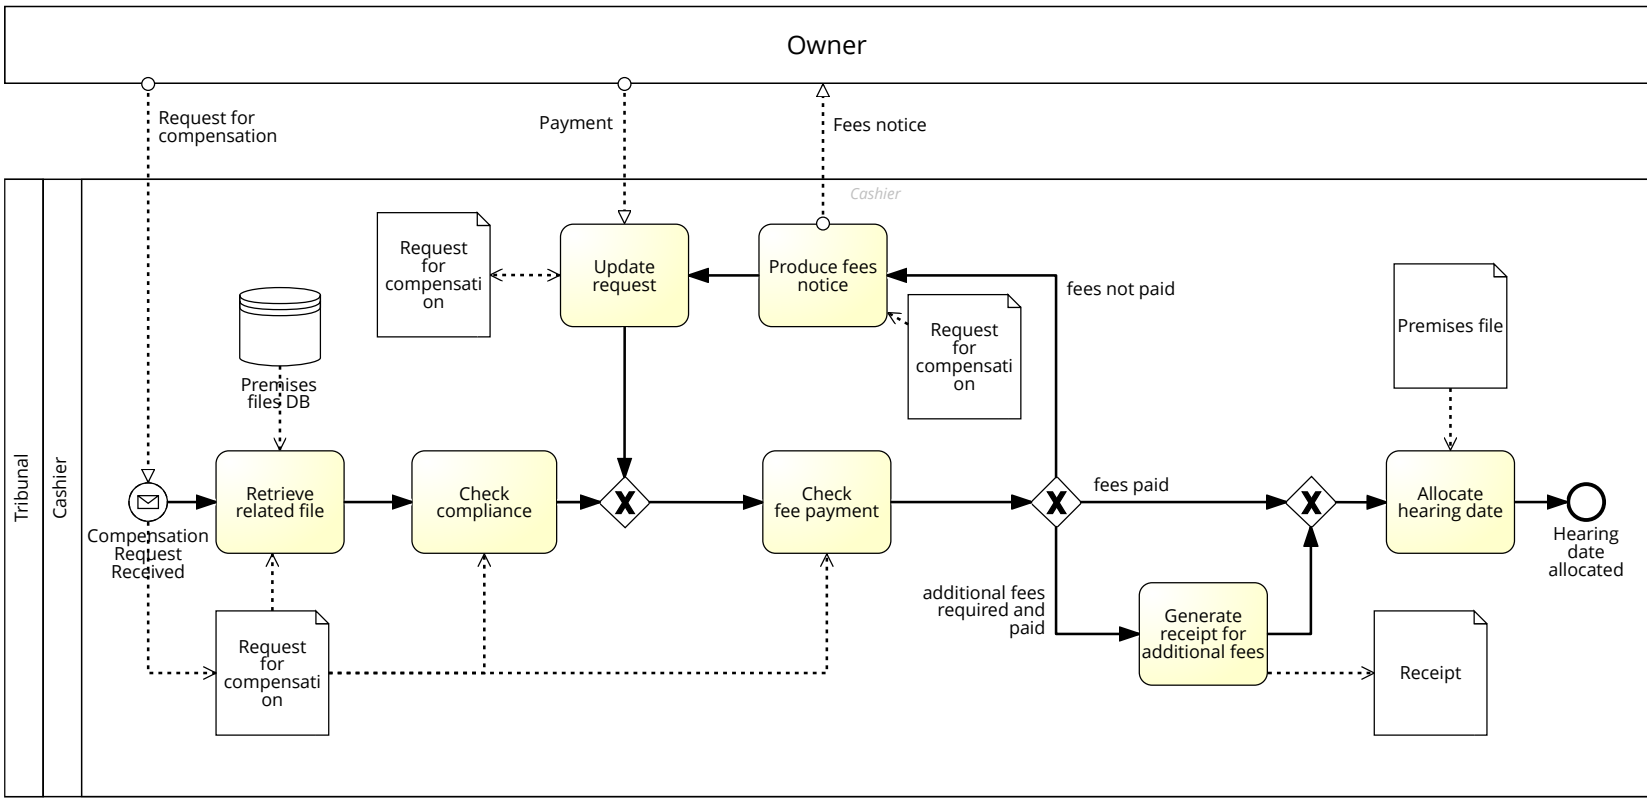 Owner
Request for
compensation
Payment
Fees notice
Cashier
Tribunal
Cashier
Request
for
compensati
on
Update
request
Produce fees
notice
fees not paid
Request
for
compensati
on
Premises file
Premises
files DB
Compensation
Request
Received
Retrieve
related file
Check
compliance
X
Check
fee payment
X
fees paid
X
Allocate
hearing date
Hearing
date
allocated
additional fees
required and
paid
Generate
receipt for
additional fees
Request
for
compensati
on
Receipt